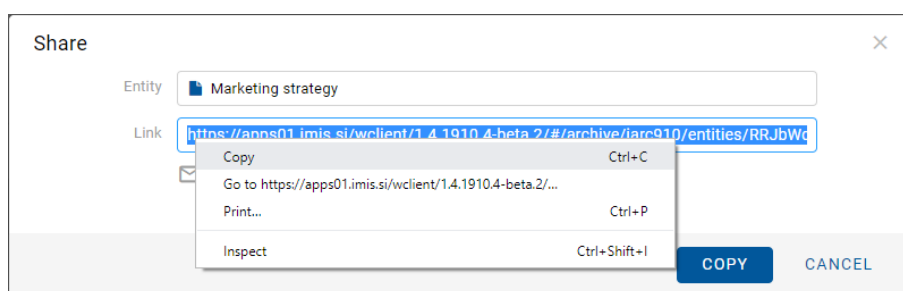 Share
Entity Marketing strategy
Link https://apps01.imis.si/wclient/1.4.1910.4-beta.2/#/archive/iarc910/entities/RRJbWc
Copy Ctrl+C
Go to https://apps01.imis.si/wclient/1.4.1910.4-beta.2/...
Print... Ctrl+P
Inspect Ctrl+Shift+I
COPY CANCEL